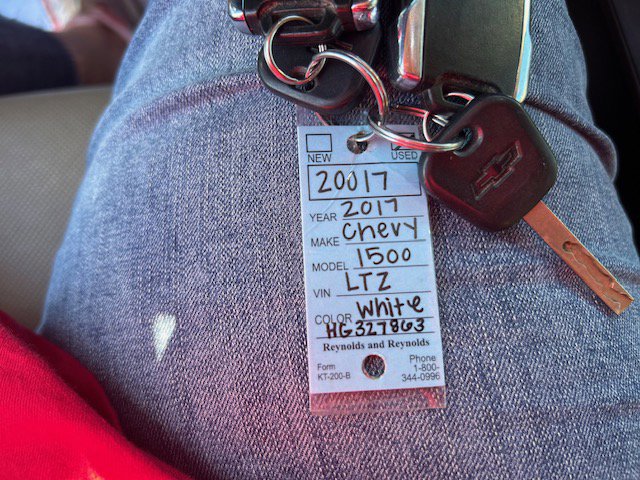 NEW USED
20017
YEAR 2017
MAKE Chevy
MODEL 1500
VIN LTZ
COLOR White
HG327863
Reynolds and Reynolds
Form Phone
KT-200-B 1-800-
344-0996